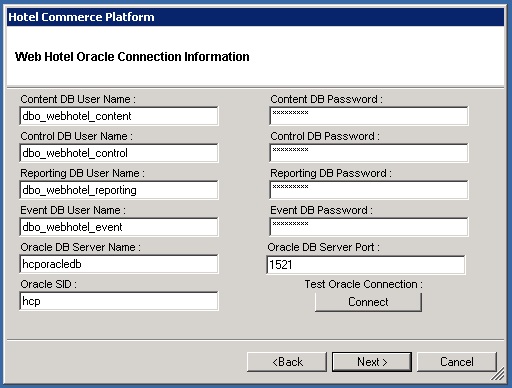 Hotel Commerce Platform
Web Hotel Oracle Connection Information
Content DB User Name : Content DB Password :
dbo_webhotel_content *********
Control DB User Name : Control DB Password :
dbo_webhotel_control *********
Reporting DB User Name : Reporting DB Password :
dbo_webhotel_reporting *********
Event DB User Name : Event DB Password :
dbo_webhotel_event *********
Oracle DB Server Name : Oracle DB Server Port :
hcporacledb 1521
Oracle SID : Test Oracle Connection :
hcp Connect
<Back Next > Cancel